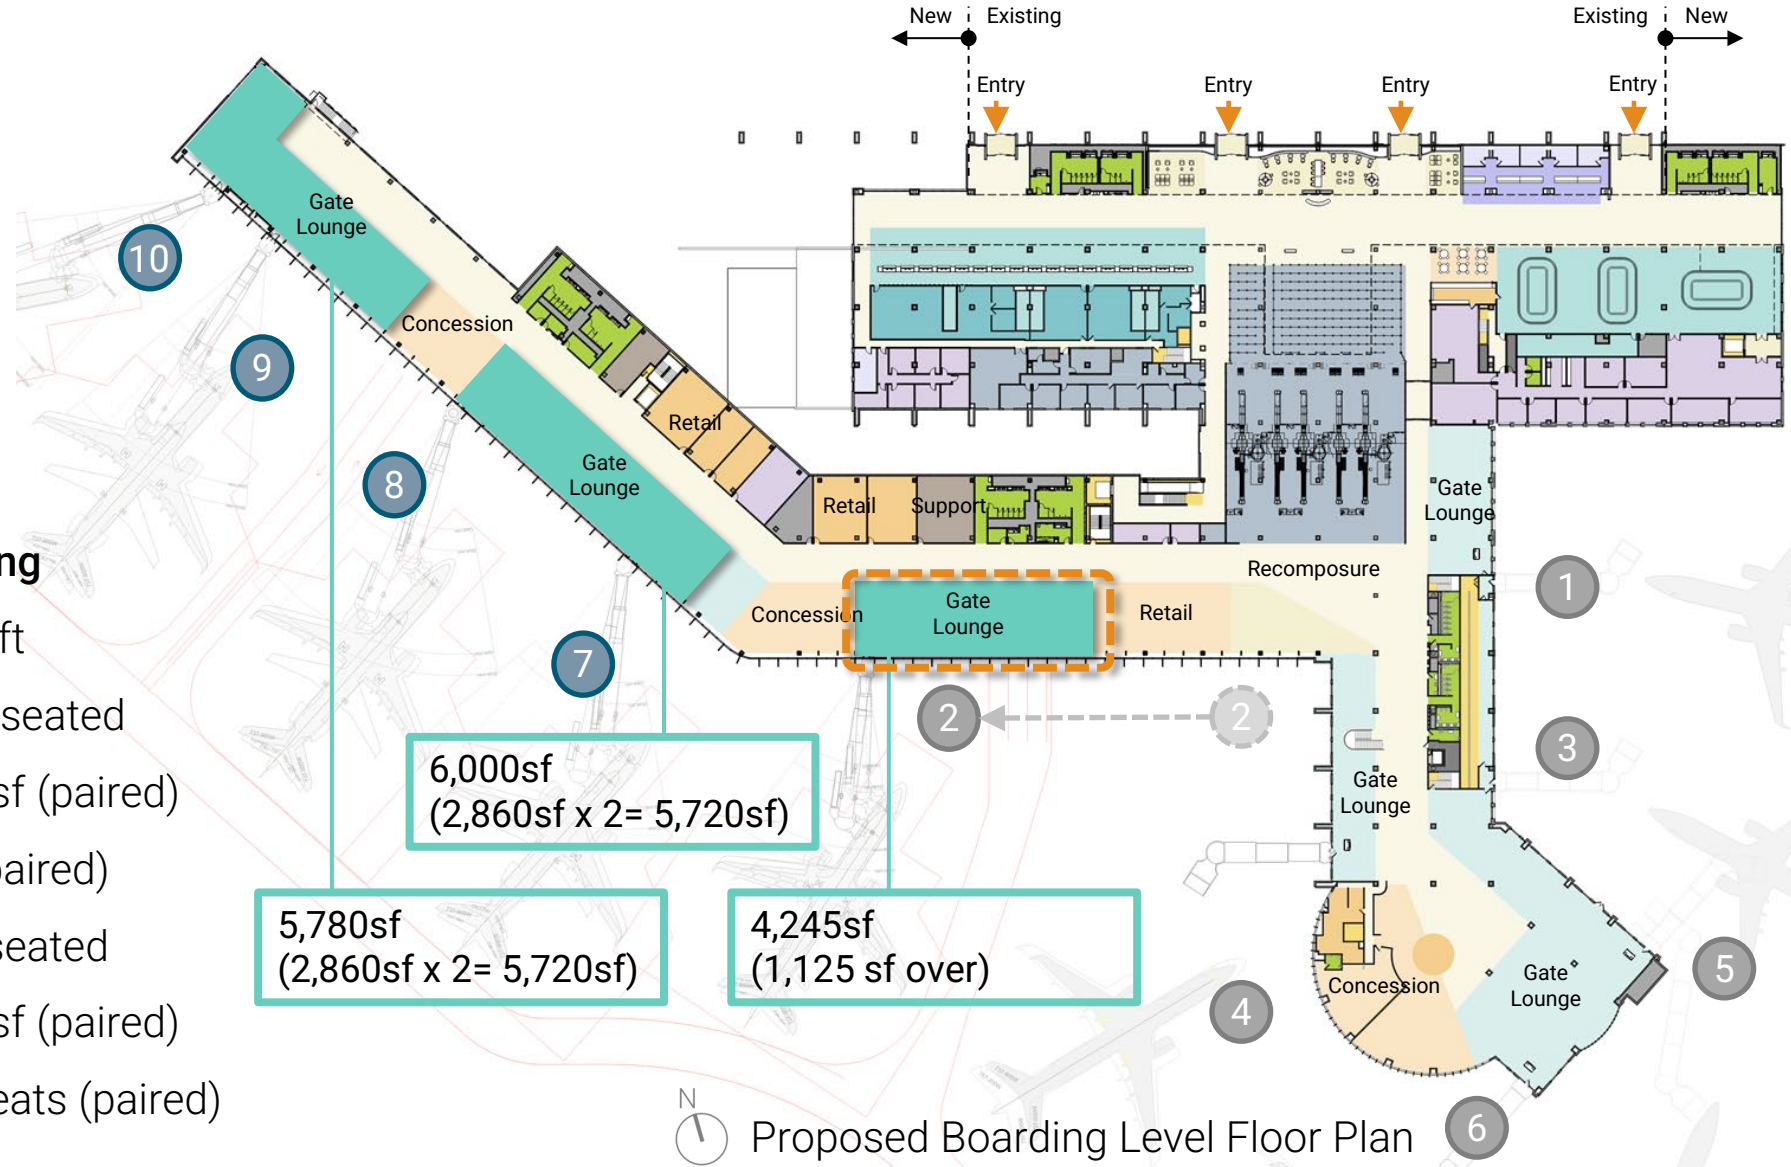 New
Existing
Existing
New
Entry
Entry
Entry
Entry
Gate
Lounge
10
Concession
9
Retail
8
Gate
Lounge
Retail
Support
Gate
Lounge
Recomposure
1
Concession
Gate
Lounge
Retail
7
2
2
3
Gate
Lounge
ng
ft
seated
sf (paired)
paired)
seated
sf (paired)
eats (paired)
6,000sf
(2,860sf x 2= 5,720sf)
5,780sf
(2,860sf x 2= 5,720sf)
4,245sf
(1,125 sf over)
Concession
Gate
Lounge
4
5
6
N
Proposed Boarding Level Floor Plan